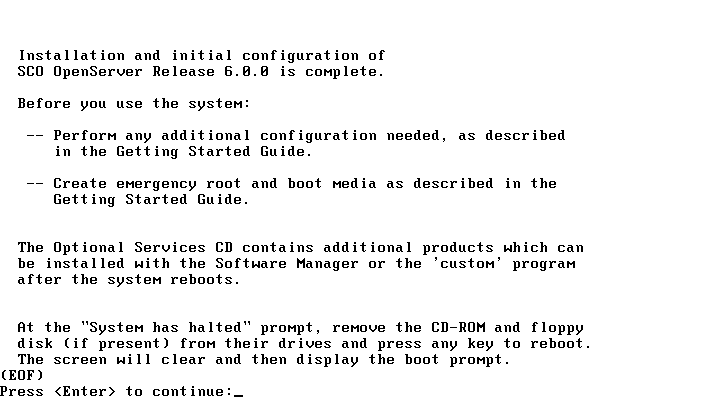 Installation and initial configuration of
SCO OpenServer Release 6.0.0 is complete.
Before you use the system:
-- Perform any additional configuration needed, as described
in the Getting Started Guide.
-- Create emergency root and boot media as described in the
Getting Started Guide.
The Optional Services CD contains additional products which can
be installed with the Software Manager or the 'custom' program
after the system reboots.
At the "System has halted" prompt, remove the CD-ROM and floppy
disk (if present) from their drives and press any key to reboot.
The screen will clear and then display the boot prompt.
(EOF)
Press <Enter> to continue:_